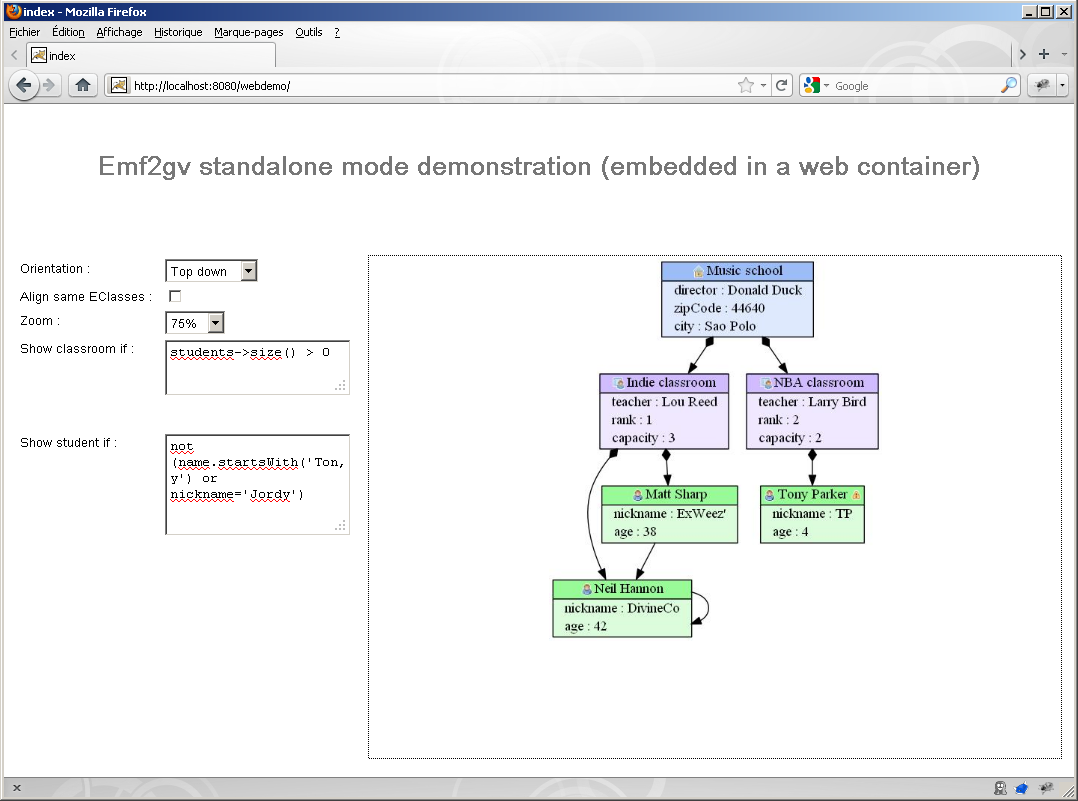 index - Mozilla Firefox
Fichier Édition Affichage Historique Marque-pages Outils ?
index
http://localhost:8080/webdemo/
Google
Emf2gv standalone mode demonstration (embedded in a web container)
Orientation :
Top down
Align same EClasses :
Zoom :
75%
Show classroom if :
students->size() > 0
Show student if :
not
(name.startsWith('Ton,
y') or
nickname='Jordy')
Music school
director : Donald Duck
zipCode : 44640
city : Sao Polo
Indie classroom
teacher : Lou Reed
rank : 1
capacity : 3
NBA classroom
teacher : Larry Bird
rank : 2
capacity : 2
Matt Sharp
nickname : ExWeez'
age : 38
Tony Parker
nickname : TP
age : 4
Neil Hannon
nickname : DivineCo
age : 42